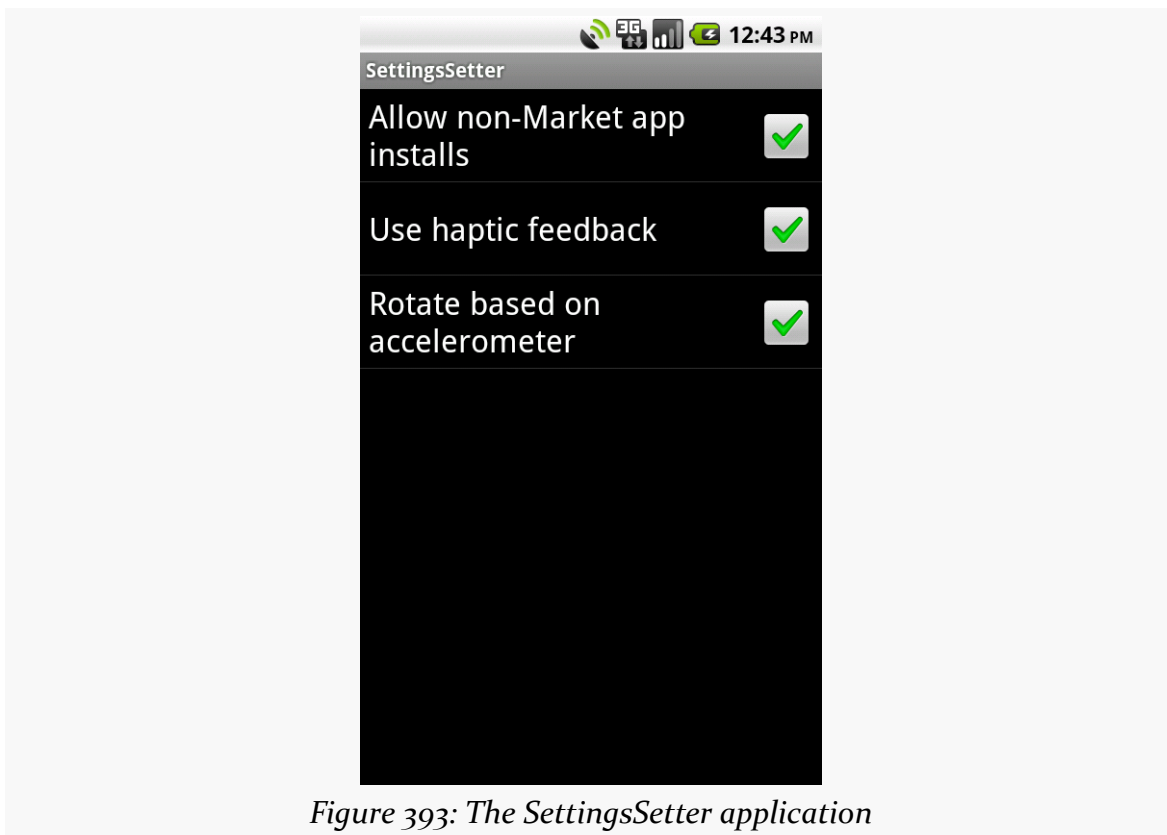 3G
12:43 PM
SettingsSetter
Allow non-Market app
installs
Use haptic feedback
Rotate based on
accelerometer
Figure 393: The SettingsSetter application